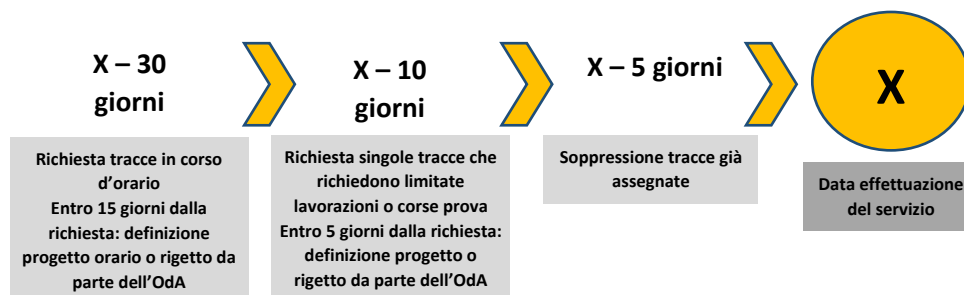 X – 30
giorni
Richiesta tracce in corso
d'orario
Entro 15 giorni dalla
richiesta: definizione
progetto orario o rigetto da
parte dell'OdA
X – 10
giorni
Richiesta singole tracce che
richiedono limitate
lavorazioni o corse prova
Entro 5 giorni dalla richiesta:
definizione progetto o
rigetto da parte dell'OdA
X – 5 giorni
Soppressione tracce già
assegnate
X
Data effettuazione
del servizio